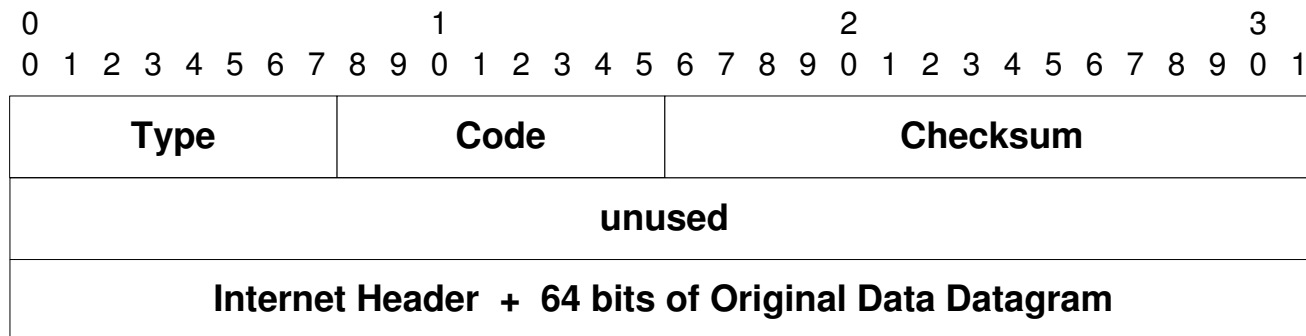 0 1 2 3
0 1 2 3 4 5 6 7 8 9 0 1 2 3 4 5 6 7 8 9 0 1 2 3 4 5 6 7 8 9 0 1
Type Code Checksum
unused
Internet Header + 64 bits of Original Data Datagram